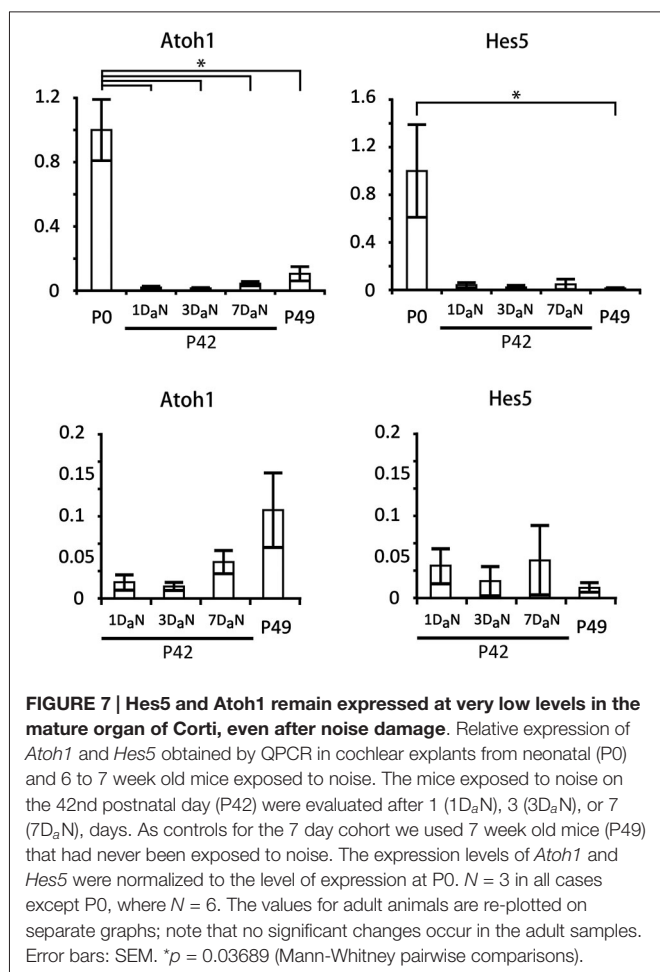 Atoh1
*
1.2
0.8
0.4
0
P0
1DaN
3DaN
7DaN
P49
P42
Hes5
*
1.6
1.2
0.8
0.4
0
P0
1DaN
3DaN
7DaN
P49
P42
Atoh1
0.2
0.15
0.1
0.05
0
1DaN
3DaN
7DaN
P49
P42
Hes5
0.2
0.15
0.1
0.05
0
1DaN
3DaN
7DaN
P49
P42
FIGURE 7 | Hes5 and Atoh1 remain expressed at very low levels in the
mature organ of Corti, even after noise damage. Relative expression of
Atoh1 and Hes5 obtained by QPCR in cochlear explants from neonatal (P0)
and 6 to 7 week old mice exposed to noise. The mice exposed to noise on
the 42nd postnatal day (P42) were evaluated after 1 (1DaN), 3 (3DaN), or 7
(7DaN), days. As controls for the 7 day cohort we used 7 week old mice (P49)
that had never been exposed to noise. The expression levels of Atoh1 and
Hes5 were normalized to the level of expression at P0. N = 3 in all cases
except P0, where N = 6. The values for adult animals are re-plotted on
separate graphs; note that no significant changes occur in the adult samples.
Error bars: SEM. *p = 0.03689 (Mann-Whitney pairwise comparisons).